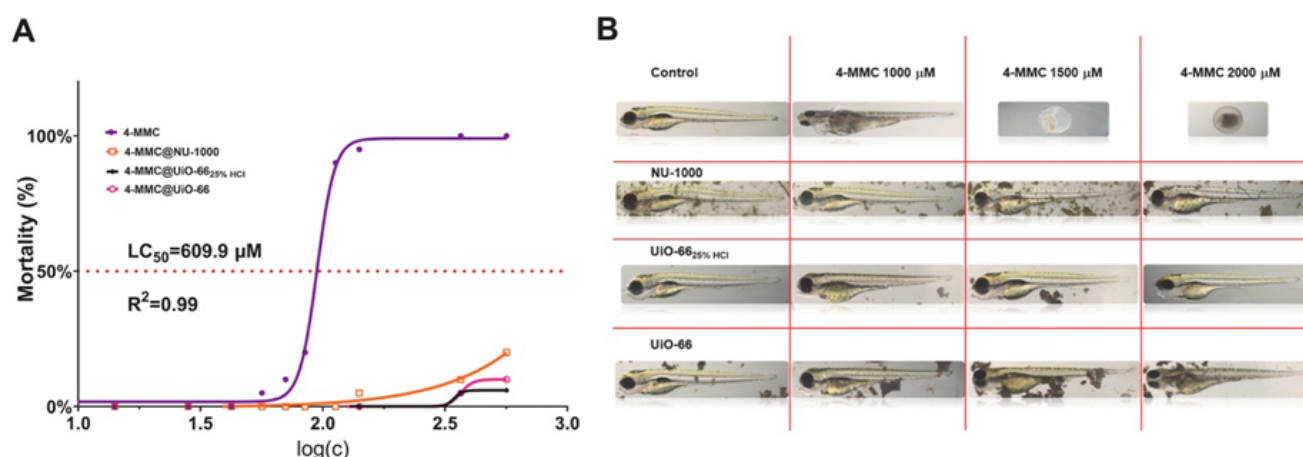 A
Mortality (%)
100%
50%
0%
4-MMC
4-MMC@NU-1000
4-MMC@UiO-66₂₅% HCl
4-MMC@UiO-66
LC₅₀=609.9 µM
R²=0.99
1.0 1.5 2.0 2.5 3.0
log(c)
B
Control 4-MMC 1000 µM 4-MMC 1500 µM 4-MMC 2000 µM
NU-1000
UiO-66₂₅% HCl
UiO-66